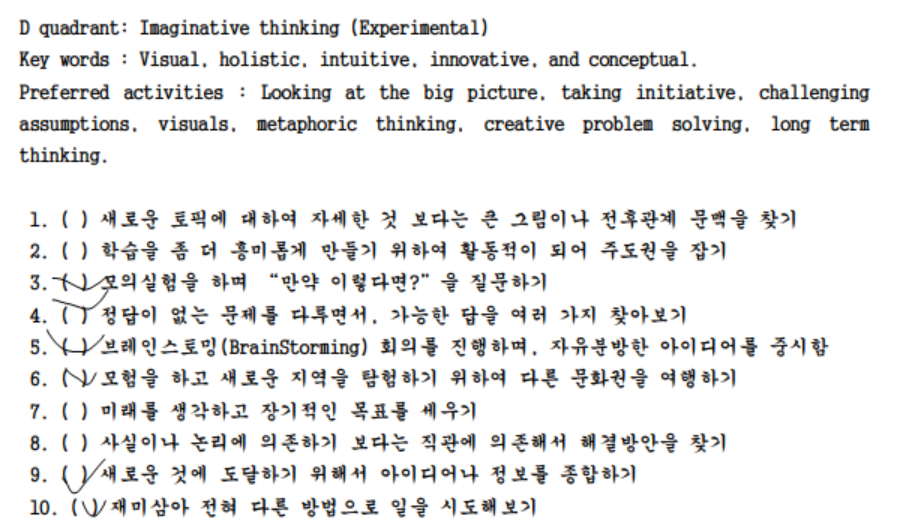 D quadrant: Imaginative thinking (Experimental)
Key words : Visual, holistic, intuitive, innovative, and conceptual.
Preferred activities : Looking at the big picture, taking initiative, challenging
assumptions, visuals, metaphoric thinking, creative problem solving, long term
thinking.
1. ( ) 새로운 토픽에 대하여 자세한 것 보다는 큰 그림이나 전후관계 문맥을 찾기
2. ( ) 학습을 좀 더 흥미롭게 만들기 위하여 활동적이 되어 주도권을 잡기
3. ( ) 모의실험을 하며 “만약 이렇다면?” 을 질문하기
4. ( ) 정답이 없는 문제를 다루면서, 가능한 답을 여러 가지 찾아보기
5. ( ) 브레인스토밍(BrainStorming) 회의를 진행하며, 자유분방한 아이디어를 중시함
6. ( ) 모험을 하고 새로운 지역을 탐험하기 위하여 다른 문화권을 여행하기
7. ( ) 미래를 생각하고 장기적인 목표를 세우기
8. ( ) 사실이나 논리에 의존하기 보다는 직관에 의존해서 해결방안을 찾기
9. ( ) 새로운 것에 도달하기 위해서 아이디어나 정보를 종합하기
10. ( ) 재미삼아 전혀 다른 방법으로 일을 시도해보기